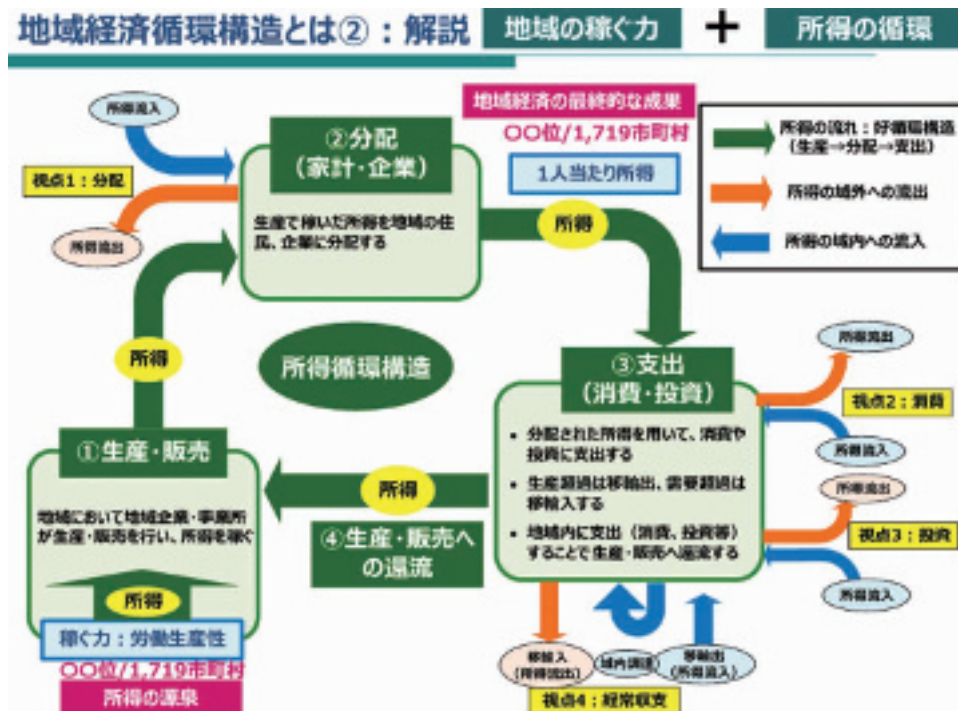 地域経済循環構造とは②：解説
地域の稼ぐ力
＋
所得の循環
所得流入
②分配
（家計・企業）
視点1：分配
所得流出
生産で稼いだ所得を地域の住
民、企業に分配する
地域経済の最終的な成果
〇〇位/1,719市町村
1人当たり所得
所得
所得の流れ：好循環構造
（生産→分配→支出）
所得の域外への流出
所得の域内への流入
所得
所得循環構造
③支出
（消費・投資）
・分配された所得を用いて、消費や
投資に支出する
・生産超過は移輸出、需要超過は
移輸入する
・地域内に支出（消費、投資等）
することで生産・販売へ還流する
所得流出
視点2：消費
所得流入
所得流出
視点3：投資
所得流入
①生産・販売
地域において地域企業・事業所
が生産・販売を行い、所得を稼ぐ
所得
④生産・販売へ
の還流
所得
稼ぐ力：労働生産性
〇〇位/1,719市町村
所得の源泉
移輸入
（所得流出）
域内調達
移輸出
（所得流入）
視点4：経常収支